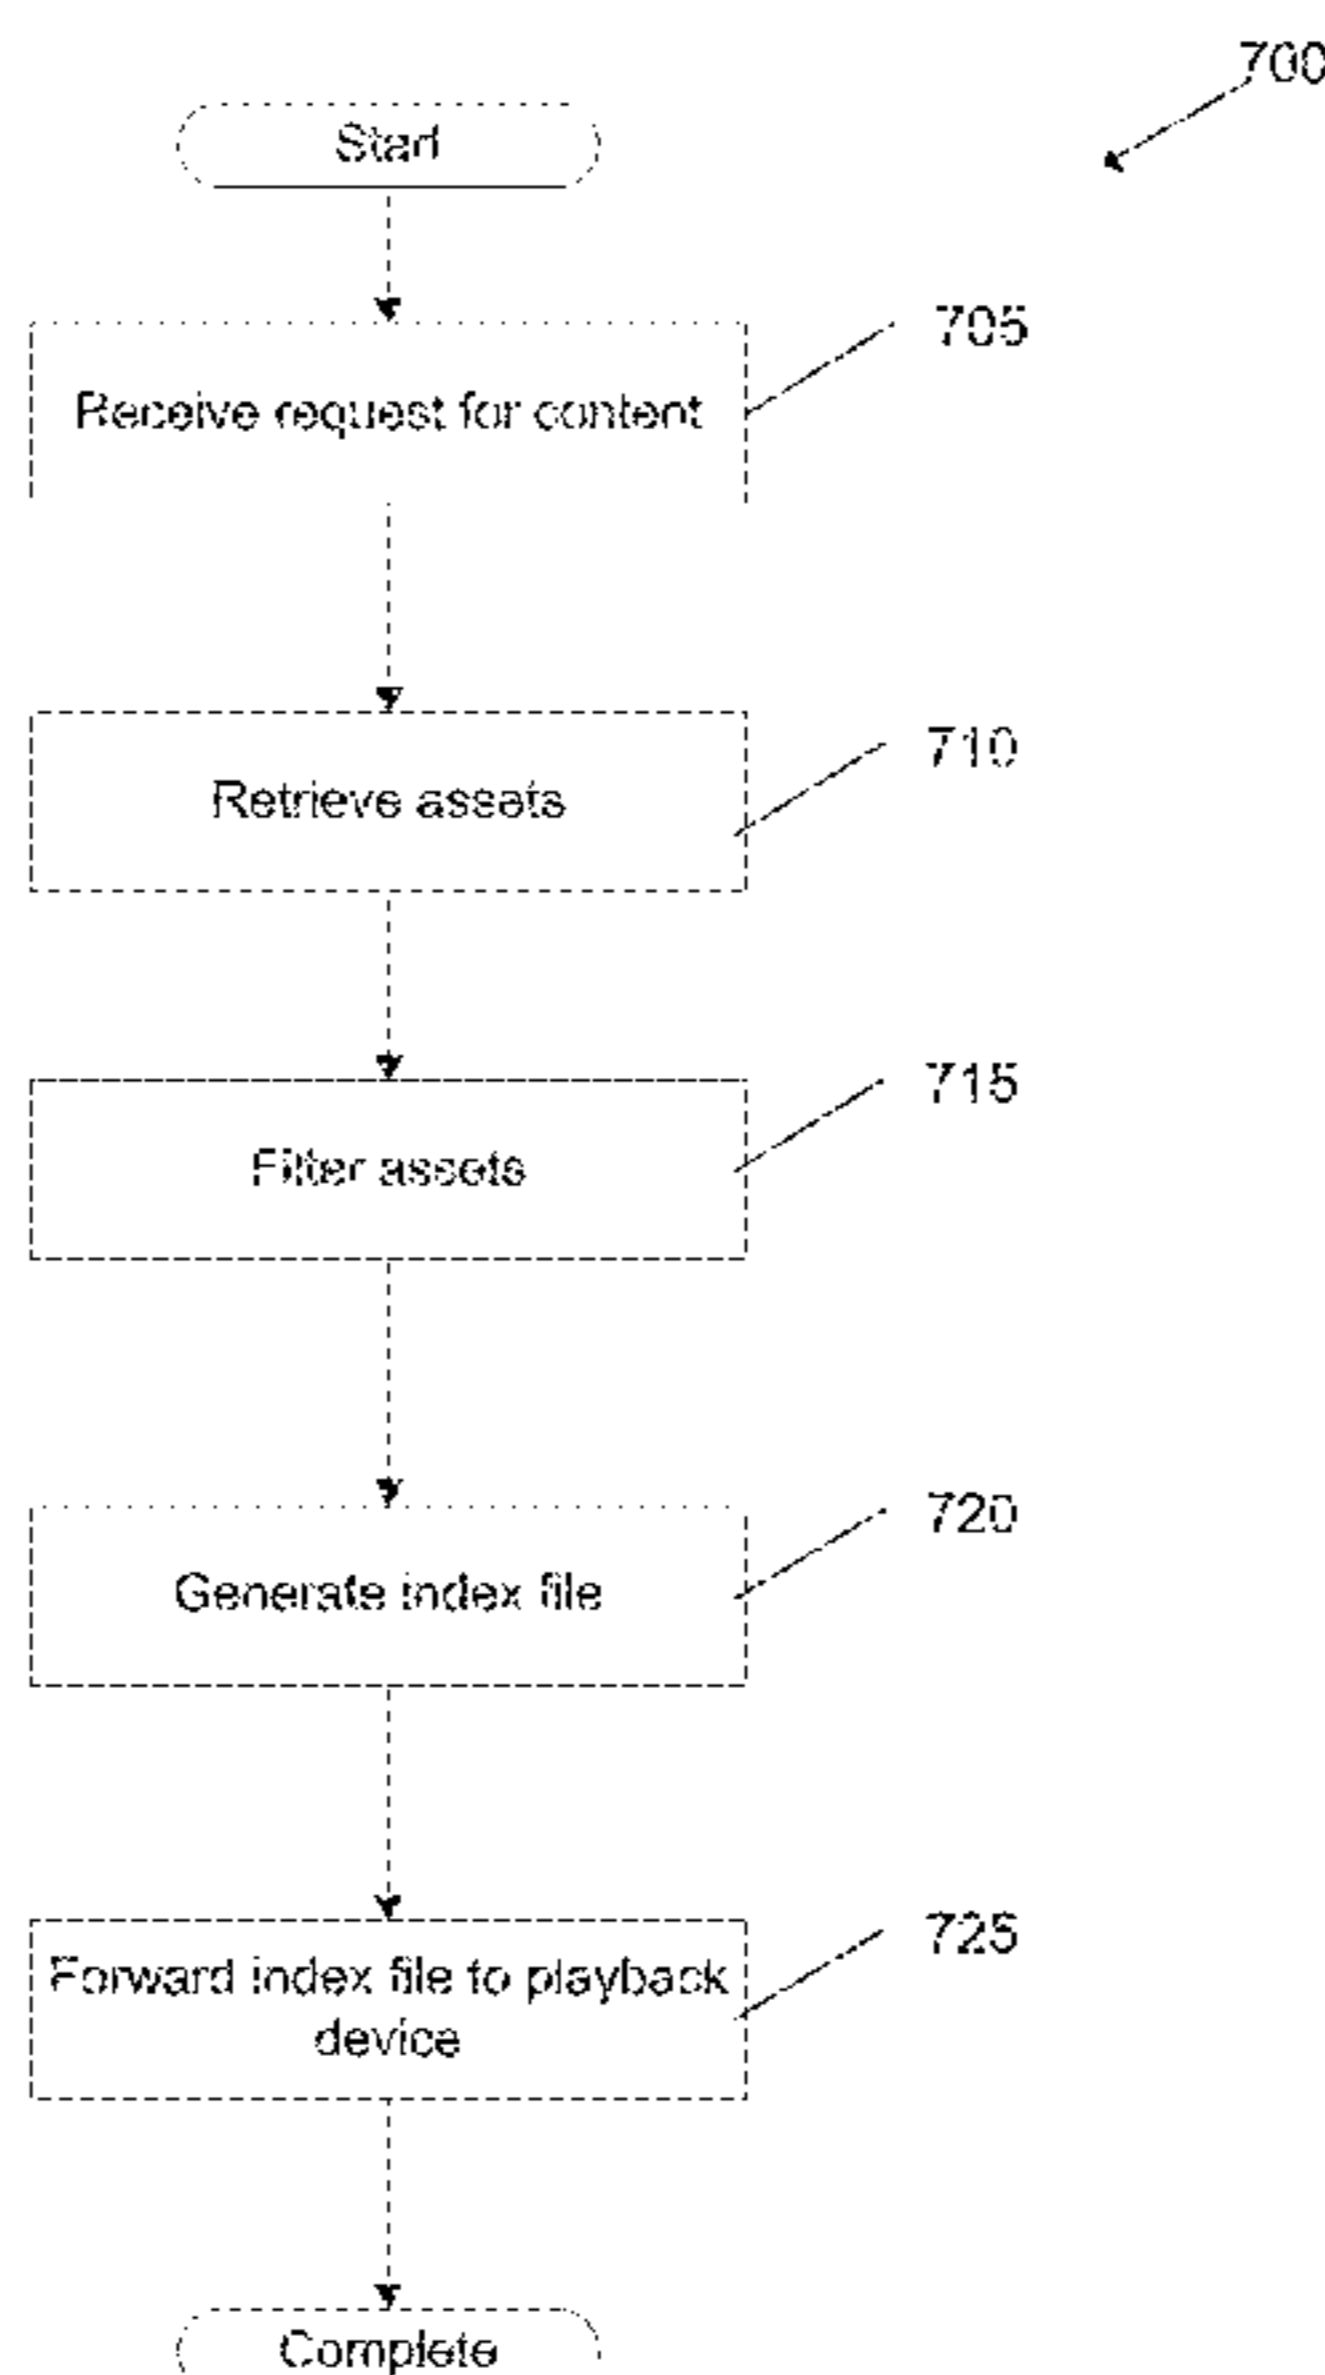 700
Start
705
Receive request for content
710
Retrieve assets
715
Filter assets
720
Generate index file
725
Forward index file to playback
device
Complete